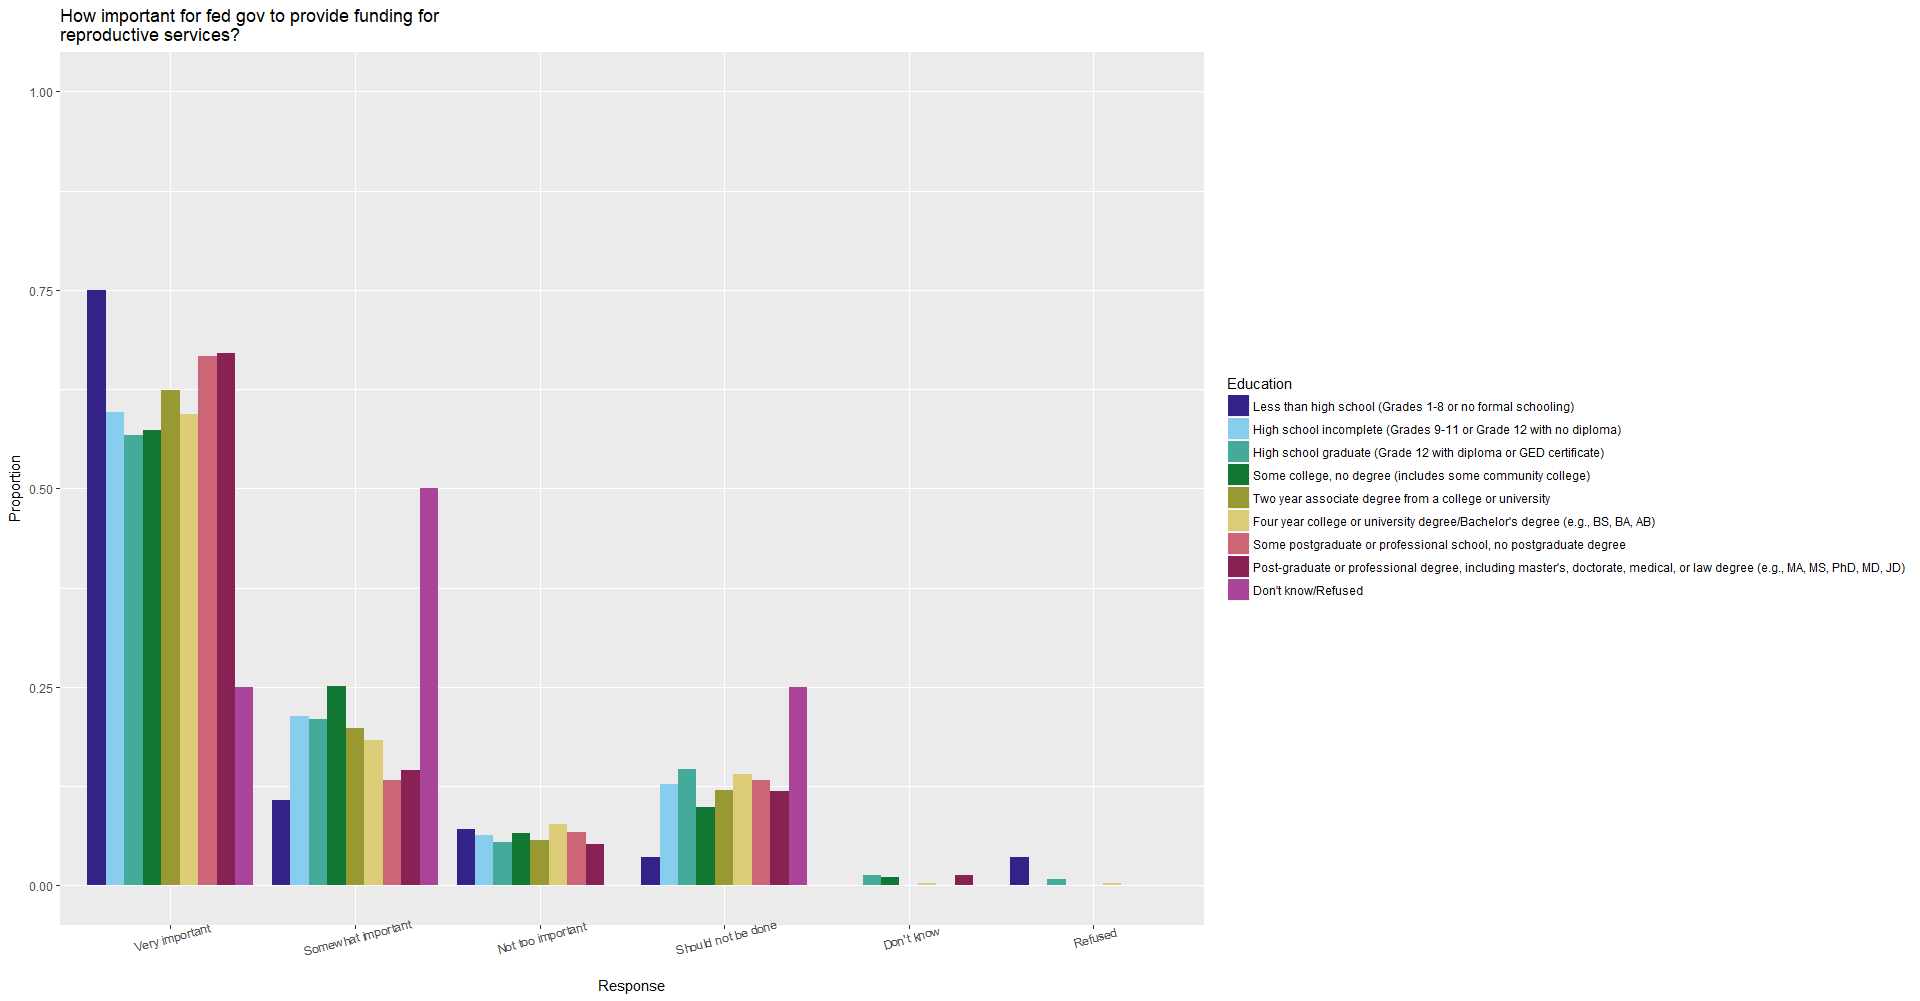 How important for fed gov to provide funding for
reproductive services?
1.00
0.75
0.50
0.25
0.00
Proportion
Very important
Somewhat important
Not too important
Should not be done
Don't know
Refused
Response
Education
Less than high school (Grades 1-8 or no formal schooling)
High school incomplete (Grades 9-11 or Grade 12 with no diploma)
High school graduate (Grade 12 with diploma or GED certificate)
Some college, no degree (includes some community college)
Two year associate degree from a college or university
Four year college or university degree/Bachelor's degree (e.g., BS, BA, AB)
Some postgraduate or professional school, no postgraduate degree
Post-graduate or professional degree, including master's, doctorate, medical, or law degree (e.g., MA, MS, PhD, MD, JD)
Don't know/Refused